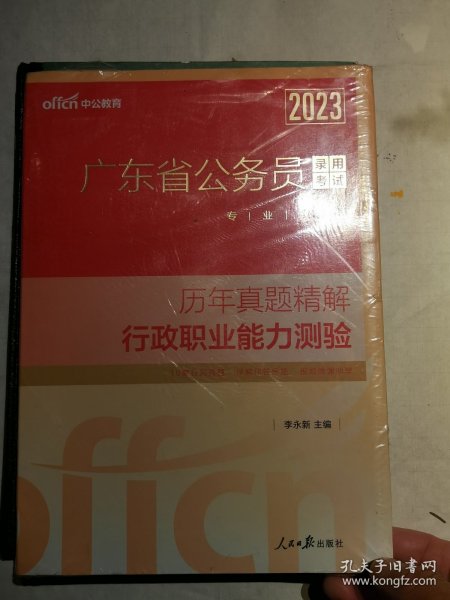 offcn 中公教育
2023
广东省公务员 录用考试
专 业
历年真题精解
行政职业能力测验
李永新 主编
offcn
人民日报出版社
孔夫子旧书网
www.kongfz.com